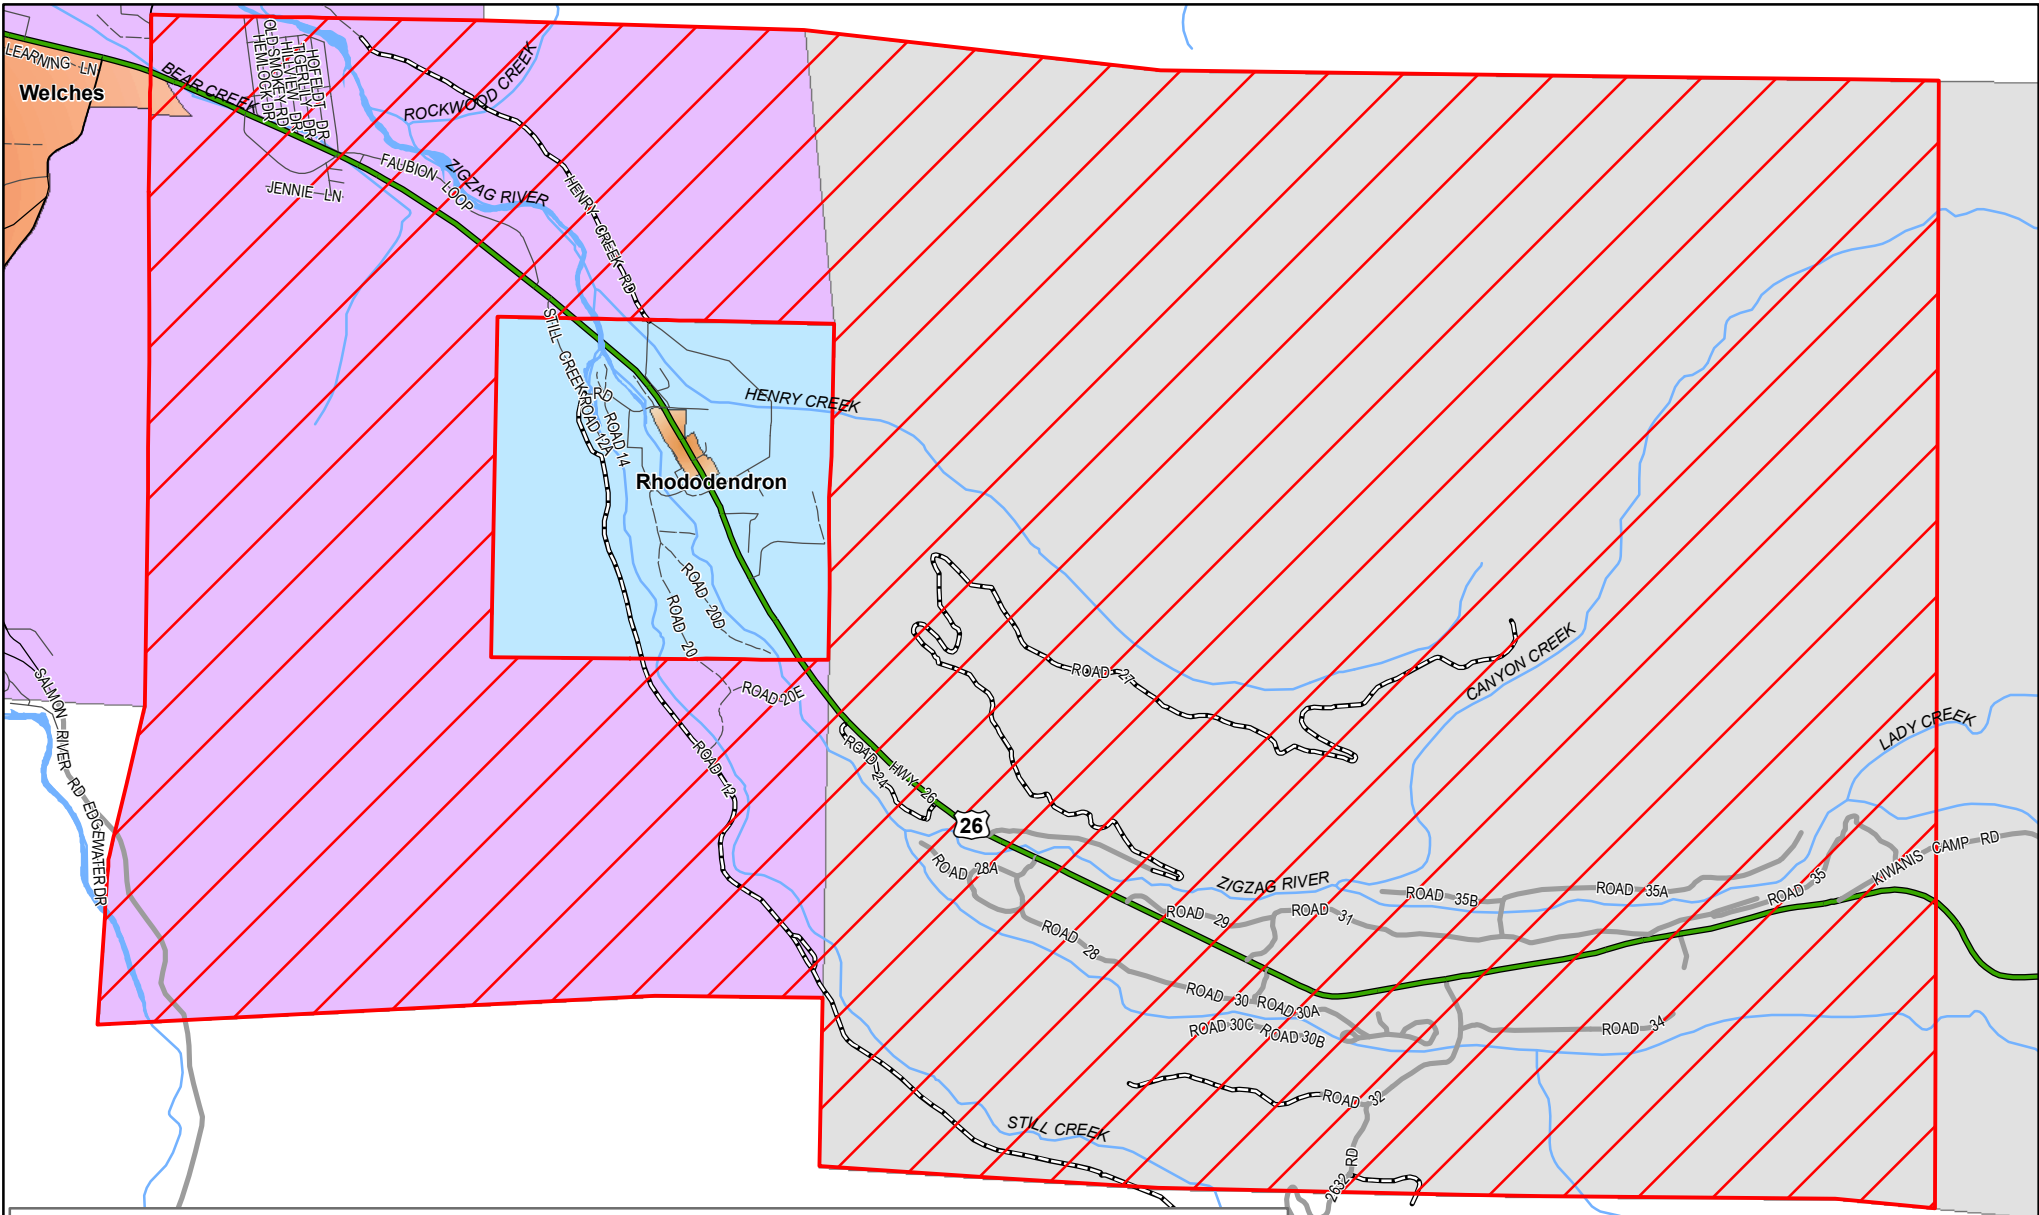 LEARNING LN
Welches
BEAR CREEK
OLD SMOKEY RD
HEMLOCK DR
HILLVIEW DR
TIGERLILY DR
HOFELDT DR
ROCKWOOD CREEK
FAUBION LOOP
ZIGZAG RIVER
JENNIE LN
HENRY CREEK RD
STILL CREEK RD
ROAD 12A
ROAD 14
HENRY CREEK
Rhododendron
ROAD 20D
ROAD 20
ROAD 20E
SALMON RIVER RD
EDGEWATER DR
ROAD 12
ROAD 24
HWY 26
26
ROAD 27
CANYON CREEK
LADY CREEK
ROAD 28A
ZIGZAG RIVER
ROAD 35B
ROAD 35A
ROAD 35
KIWANIS CAMP RD
ROAD 29
ROAD 31
ROAD 28
ROAD 30
ROAD 30A
ROAD 30C
ROAD 30B
ROAD 34
ROAD 32
STILL CREEK
2632 RD